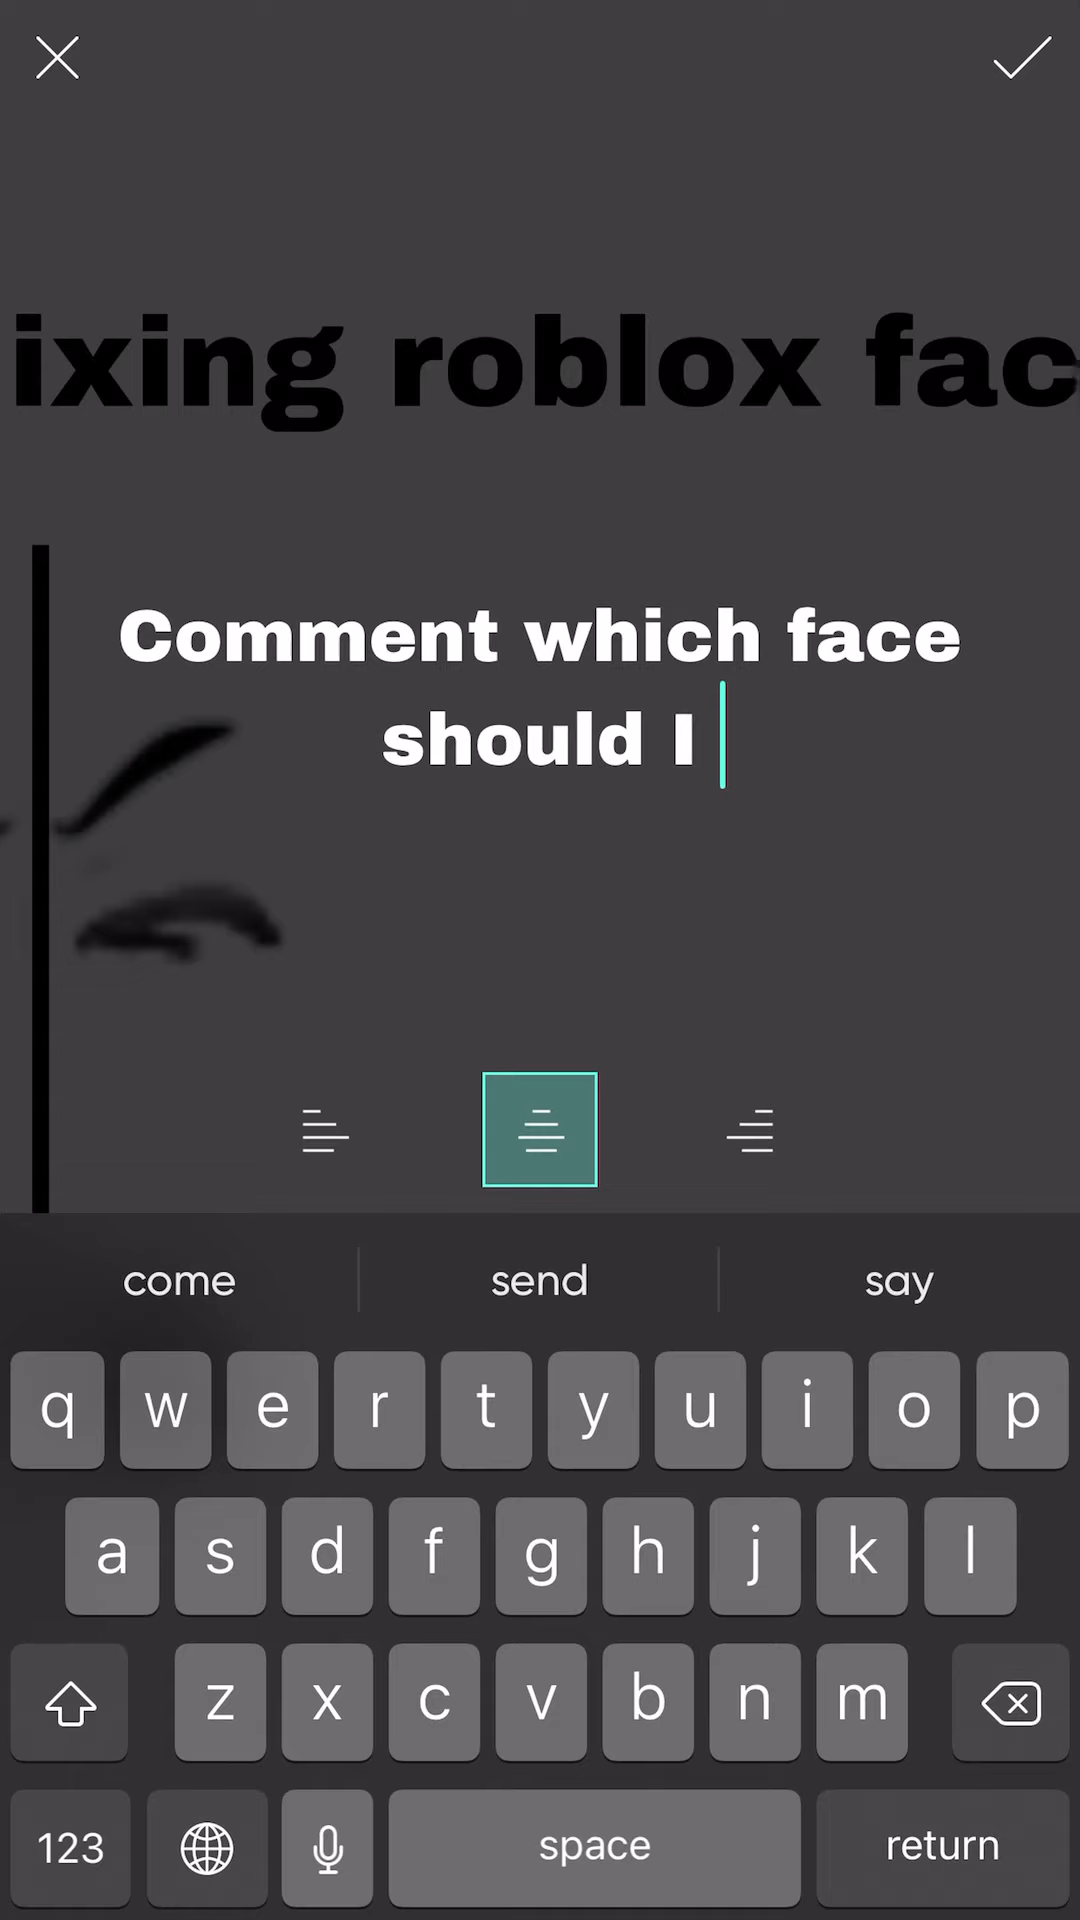 ixing roblox fac
Comment which face
should I
come send say
q w e r t y u i o p
a s d f g h j k l
z x c v b n m
123 space return